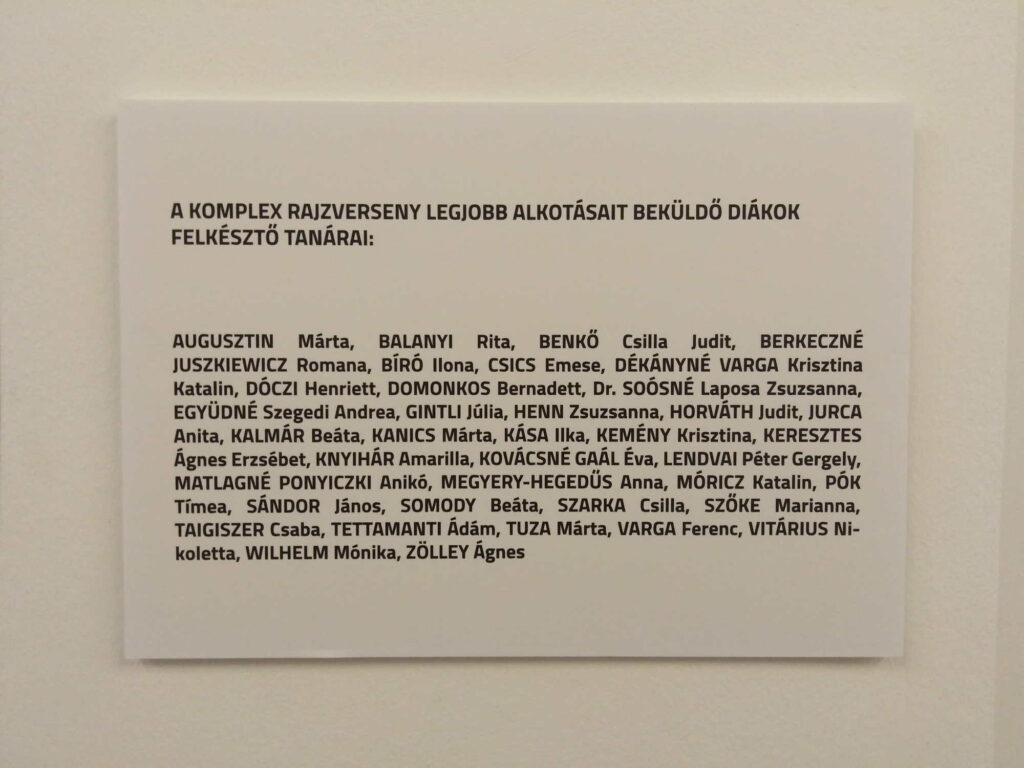 A KOMPLEX RAJZVERSENY LEGJOBB ALKOTÁSAIT BEKÜLDŐ DIÁKOK
FELKÉSZTŐ TANÁRAI:
AUGUSZTIN Márta, BALANYI Rita, BENKŐ Csilla Judit, BERKECZNÉ
JUSZKIEWICZ Romana, BÍRÓ Ilona, CSICS Emese, DÉKÁNYNÉ VARGA Krisztina
Katalin, DÓCZI Henriett, DOMONKOS Bernadett, Dr. SOÓSNÉ Laposa Zsuzsanna,
EGYÜDNÉ Szegedi Andrea, GINTLI Júlia, HENN Zsuzsanna, HORVÁTH Judit, JURCA
Anita, KALMÁR Beáta, KANICS Márta, KÁSA Ilka, KEMÉNY Krisztina, KERESZTES
Ágnes Erzsébet, KNYIHÁR Amarilla, KOVÁCSNÉ GAÁL Éva, LENDVAI Péter Gergely,
MATLAGNÉ PONYICZKI Anikó, MEGYERY-HEGEDŰS Anna, MÓRICZ Katalin, PÓK
Tímea, SÁNDOR János, SOMODY Beáta, SZARKA Csilla, SZŐKE Marianna,
TAIGISZER Csaba, TETTAMANTI Ádám, TUZA Márta, VARGA Ferenc, VITÁRIUS Ni-
koletta, WILHELM Mónika, ZÖLLEY Ágnes